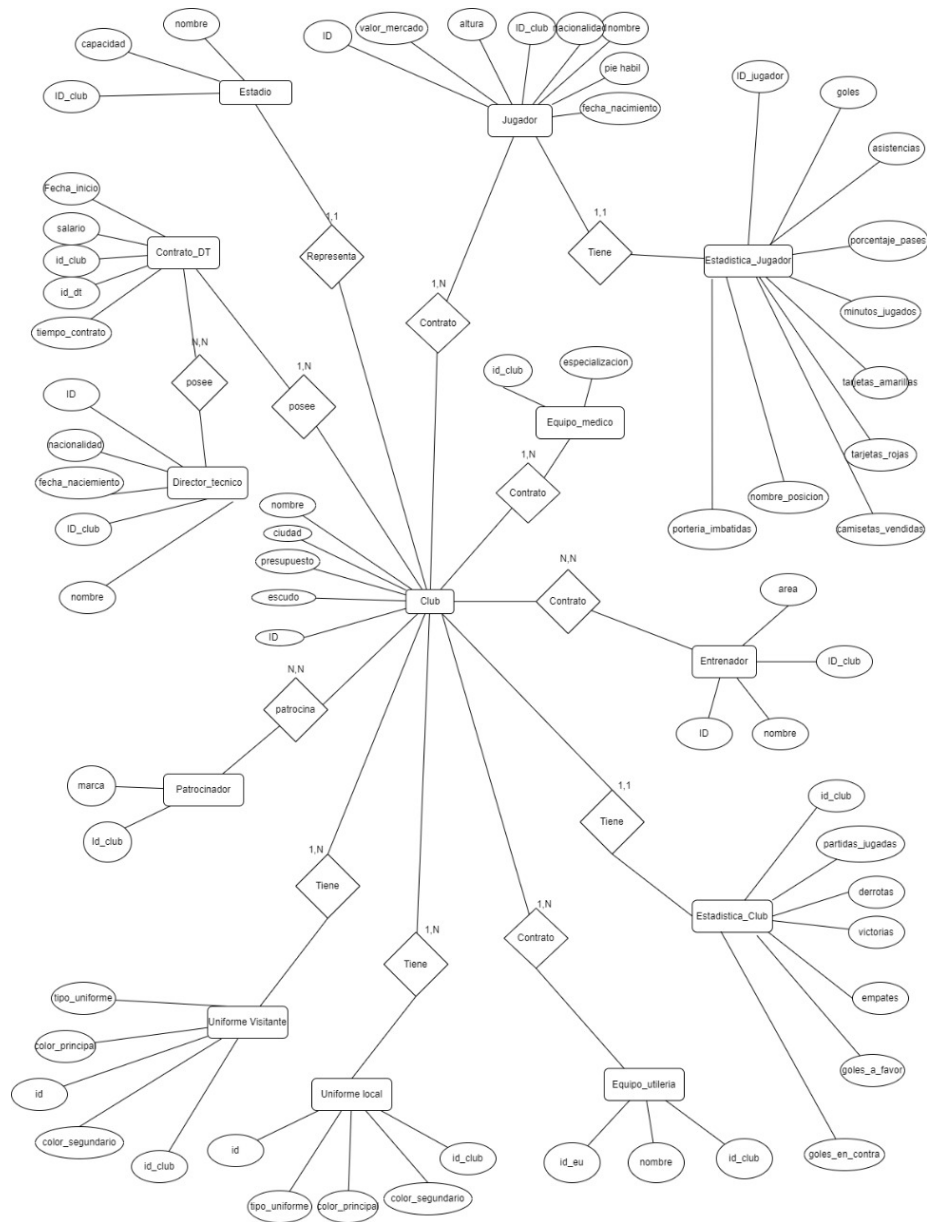 nombre
capacidad
ID_club
Estadio
ID
valor_mercado
altura
ID_club
nacionalidad
nombre
pie habil
fecha_nacimiento
Jugador
ID_jugador
goles
asistencias
porcentaje_pases
minutos_jugados
tarjetas_amarillas
tarjetas_rojas
camisetas_vendidas
nombre_posicion
porteria_imbatidas
Estadistica_Jugador
1,1
Tiene
Fecha_inicio
salario
id_club
id_dt
tiempo_contrato
Contrato_DT
1,1
Representa
1,N
Contrato
N,N
posee
1,N
posee
ID
nacionalidad
fecha_naciemiento
ID_club
nombre
Director_tecnico
id_club
especializacion
Equipo_medico
1,N
Contrato
nombre
ciudad
presupuesto
escudo
ID
Club
N,N
Contrato
area
Entrenador
ID_club
ID
nombre
N,N
patrocina
marca
Patrocinador
Id_club
1,N
Tiene
1,1
Tiene
id_club
partidas_jugadas
derrotas
victorias
empates
goles_a_favor
goles_en_contra
Estadistica_Club
1,N
Tiene
1,N
Contrato
tipo_uniforme
color_principal
id
color_segundario
id_club
Uniforme Visitante
Uniforme local
id
tipo_uniforme
color_principal
color_segundario
id_club
Equipo_utileria
id_eu
nombre
id_club